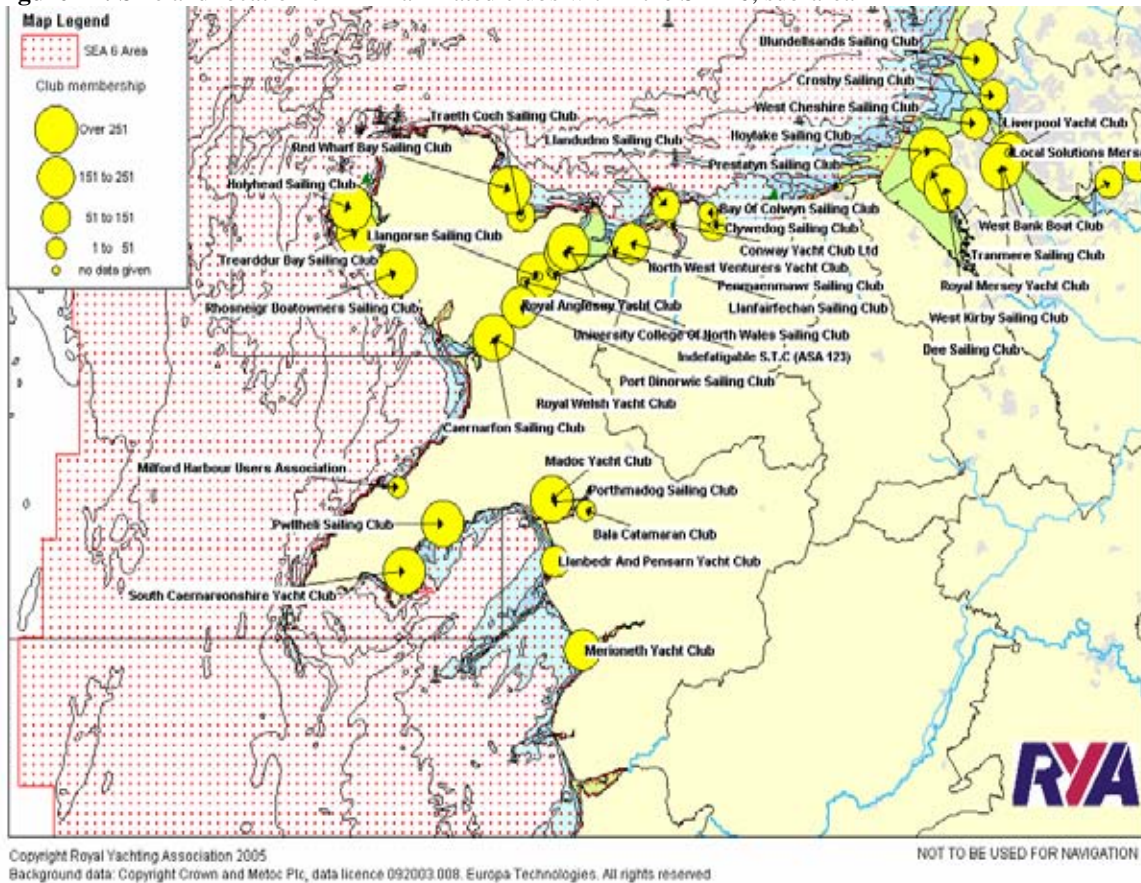 Map Legend
SEA 6 Area
Club membership
Over 251
151 to 251
51 to 151
1 to 51
no data given
Blundellsands Sailing Club
Crosby Sailing Club
West Cheshire Sailing Club
Traeth Coch Sailing Club
Liverpool Yacht Club
Llandudno Sailing Club
Hoylake Sailing Club
Red Wharf Bay Sailing Club
Local Solutions Merse
Prestatyn Sailing Club
Holyhead Sailing Club
Bay Of Colwyn Sailing Club
West Bank Boat Club
Clywedog Sailing Club
Llangorse Sailing Club
Conway Yacht Club Ltd
Tranmere Sailing Club
Trearddur Bay Sailing Club
North West Venturers Yacht Club
Royal Mersey Yacht Club
Penmaenmawr Sailing Club
Rhosneigr Boatowners Sailing Club
Royal Anglesey Yacht Club
Llanfairfechan Sailing Club
West Kirby Sailing Club
University College Of North Wales Sailing Club
Dee Sailing Club
Indefatigable S.T.C (ASA 123)
Port Dinorwic Sailing Club
Royal Welsh Yacht Club
Caernarfon Sailing Club
Madoc Yacht Club
Milford Harbour Users Association
Porthmadog Sailing Club
Pwllheli Sailing Club
Bala Catamaran Club
Llanbedr And Pensarn Yacht Club
South Caernarvonshire Yacht Club
Merioneth Yacht Club
RYA
Copyright Royal Yachting Association 2005
NOT TO BE USED FOR NAVIGATION
Background data: Copyright Crown and Metoc Plc, data licence 092003.008. Europa Technologies. All rights reserved